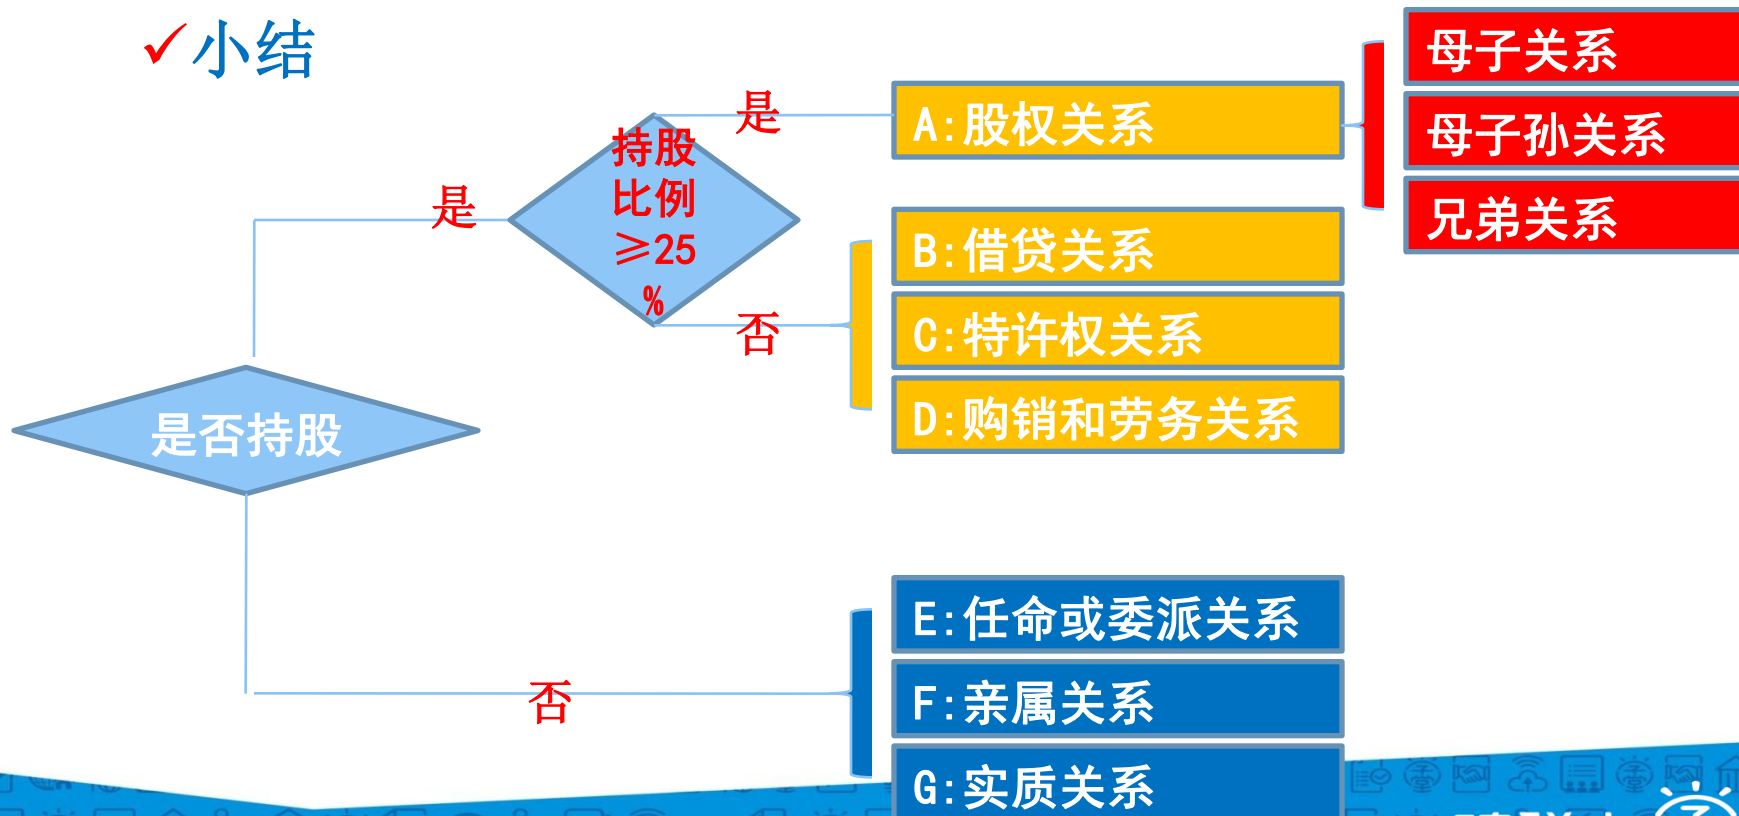 ✓小结
是否持股
是
持股
比例
≥25
%
是
A:股权关系
母子关系
母子孙关系
兄弟关系
否
B:借贷关系
C:特许权关系
D:购销和劳务关系
否
E:任命或委派关系
F:亲属关系
G:实质关系